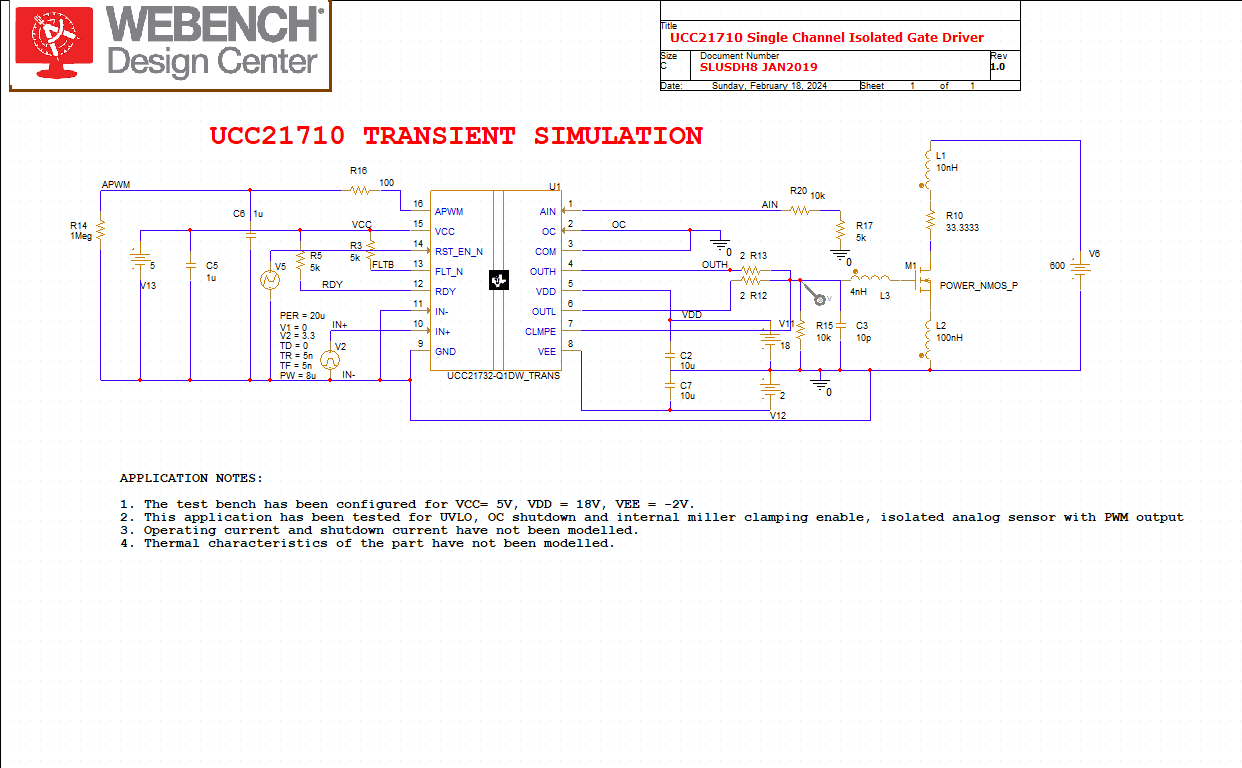 WEBENCH®
Design Center
Title
UCC21710 Single Channel Isolated Gate Driver
Size
C
Document Number
SLUSDH8 JAN2019
Rev
1.0
Date: Sunday, February 18, 2024 Sheet 1 of 1
UCC21710 TRANSIENT SIMULATION
APWM
R16
100
R14
1Meg
C6 1u
VCC
5
V13
C5
1u
V5
R5
5k
R3
5k
FLTB
RDY
PER = 20u
V1 = 0
V2 = 3.3
TD = 0
TR = 5n
TF = 5n
PW = 8u
IN+
V2
IN-
U1
16 APWM
15 VCC
14 RST_EN_N
13 FLT_N
12 RDY
11 IN-
10 IN+
9 GND
AIN 1
OC 2
COM 3
OUTH 4
VDD 5
OUTL 6
CLMPE 7
VEE 8
UCC21732-Q1DW_TRANS
AIN
R20 10k
R17
5k
0
OC
0
OUTH
2 R13
2 R12
VDD
V11
18
R15
10k
C3
10p
V
C2
10u
C7
10u
2
V12
0
4nH L3
M1
POWER_NMOS_P
L1
10nH
R10
33.3333
L2
100nH
600
V6
APPLICATION NOTES:
1. The test bench has been configured for VCC= 5V, VDD = 18V, VEE = -2V.
2. This application has been tested for UVLO, OC shutdown and internal miller clamping enable, isolated analog sensor with PWM output
3. Operating current and shutdown current have not been modelled.
4. Thermal characteristics of the part have not been modelled.